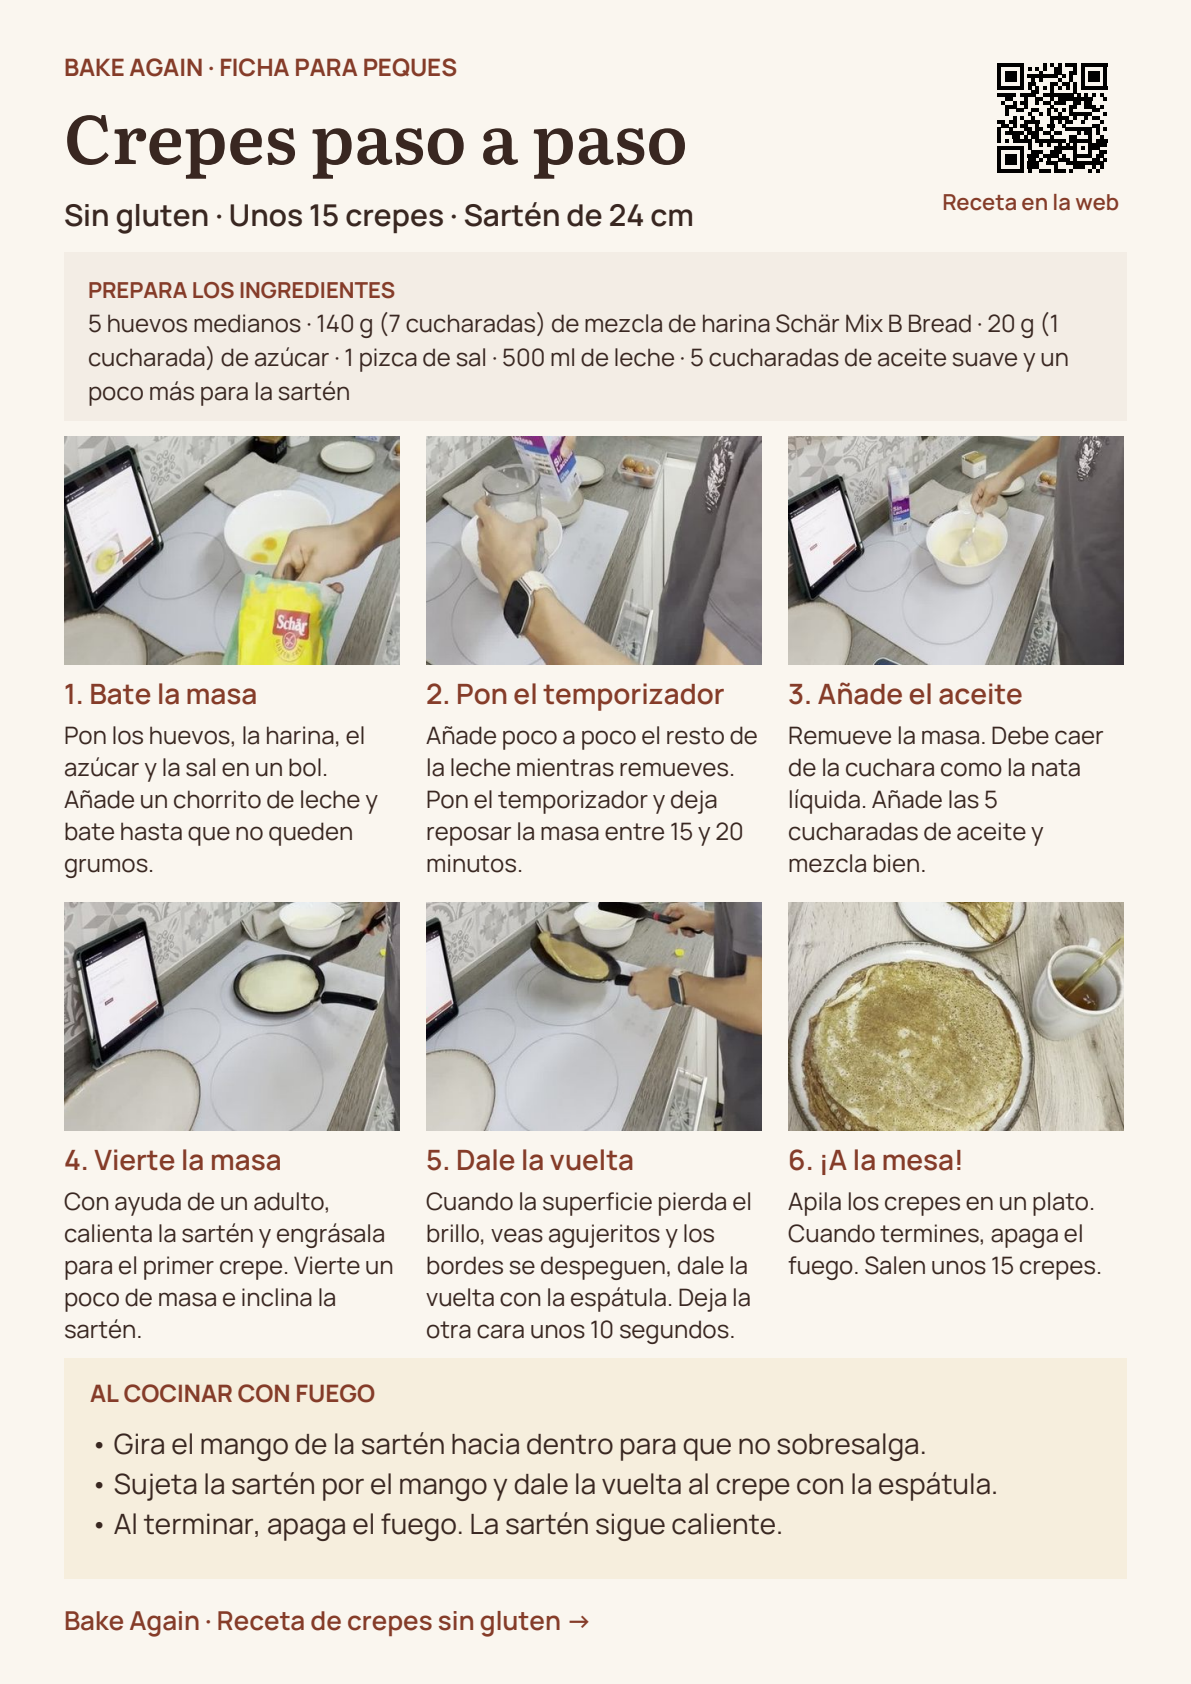 BAKE AGAIN · FICHA PARA PEQUES
Crepes paso a paso
Sin gluten · Unos 15 crepes · Sartén de 24 cm
Receta en la web
PREPARA LOS INGREDIENTES
5 huevos medianos · 140 g (7 cucharadas) de mezcla de harina Schär Mix B Bread · 20 g (1
cucharada) de azúcar · 1 pizca de sal · 500 ml de leche · 5 cucharadas de aceite suave y un
poco más para la sartén
Schär
1. Bate la masa
Pon los huevos, la harina, el
azúcar y la sal en un bol.
Añade un chorrito de leche y
bate hasta que no queden
grumos.
2. Pon el temporizador
Añade poco a poco el resto de
la leche mientras remueves.
Pon el temporizador y deja
reposar la masa entre 15 y 20
minutos.
3. Añade el aceite
Remueve la masa. Debe caer
de la cuchara como la nata
líquida. Añade las 5
cucharadas de aceite y
mezcla bien.
4. Vierte la masa
Con ayuda de un adulto,
calienta la sartén y engrásala
para el primer crepe. Vierte un
poco de masa e inclina la
sartén.
5. Dale la vuelta
Cuando la superficie pierda el
brillo, veas agujeritos y los
bordes se despeguen, dale la
vuelta con la espátula. Deja la
otra cara unos 10 segundos.
6. ¡A la mesa!
Apila los crepes en un plato.
Cuando termines, apaga el
fuego. Salen unos 15 crepes.
AL COCINAR CON FUEGO
• Gira el mango de la sartén hacia dentro para que no sobresalga.
• Sujeta la sartén por el mango y dale la vuelta al crepe con la espátula.
• Al terminar, apaga el fuego. La sartén sigue caliente.
Bake Again · Receta de crepes sin gluten →